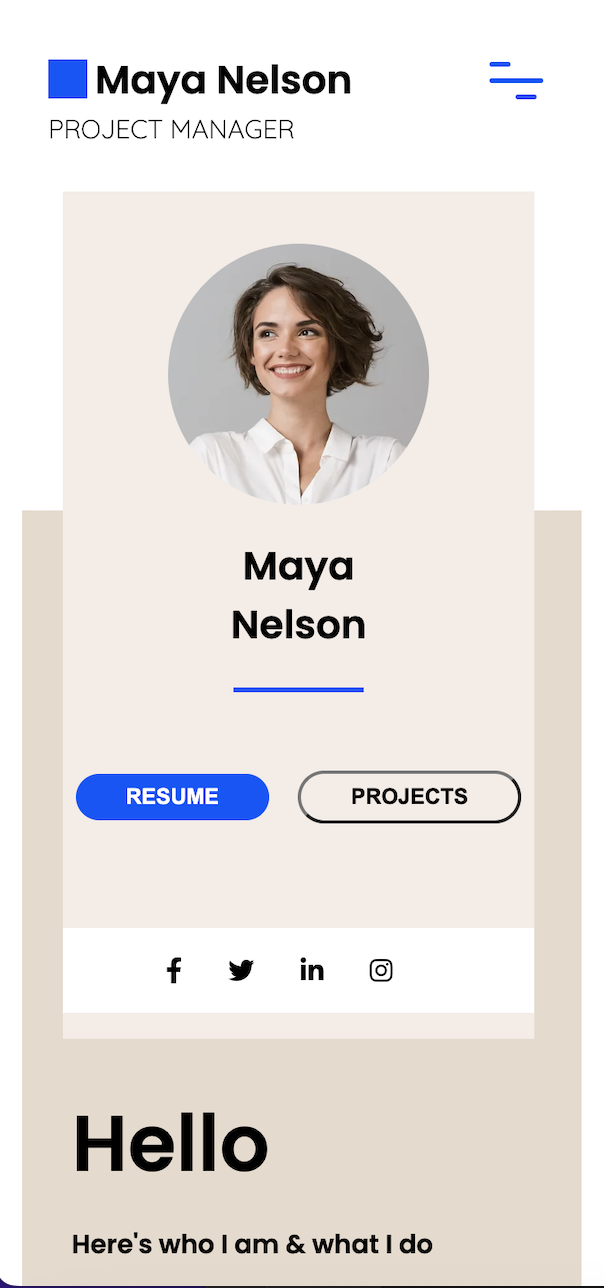 Maya Nelson
PROJECT MANAGER
Maya
Nelson
RESUME PROJECTS
Hello
Here's who I am & what I do